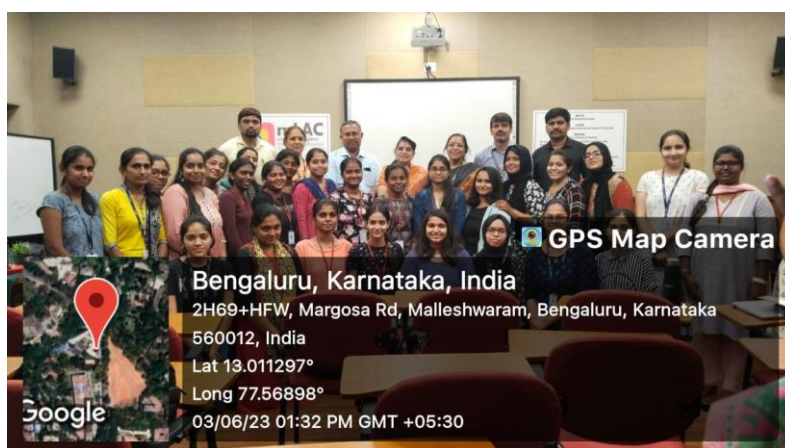 AC
GPS Map Camera
Bengaluru, Karnataka, India
2H69+HFW, Margosa Rd, Malleshwaram, Bengaluru, Karnataka
560012, India
Lat 13.011297°
Long 77.56898°
03/06/23 01:32 PM GMT +05:30
Google